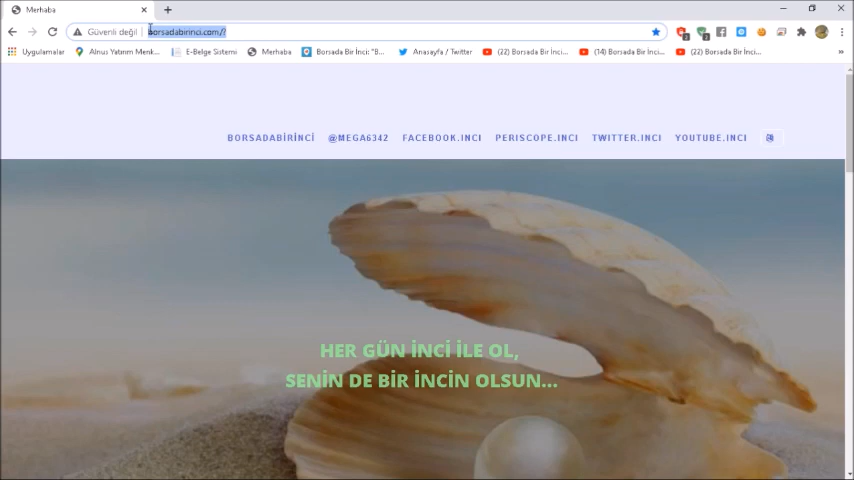 Merhaba
Güvenli değil
borsadabirinci.com//
Uygulamalar
Alnus Yatırım Menk...
E-Belge Sistemi
Merhaba
Borsada Bir İnci: "B...
Anasayfa / Twitter
(22) Borsada Bir İnci...
(14) Borsada Bir İnci...
(22) Borsada Bir İnci...
BORSADABİRİNCİ
@MEGA6342
FACEBOOK.INCI
PERISCOPE.INCI
TWITTER.INCI
YOUTUBE.INCI
HER GÜN İNCİ İLE OL,
SENİN DE BİR İNCİN OLSUN...